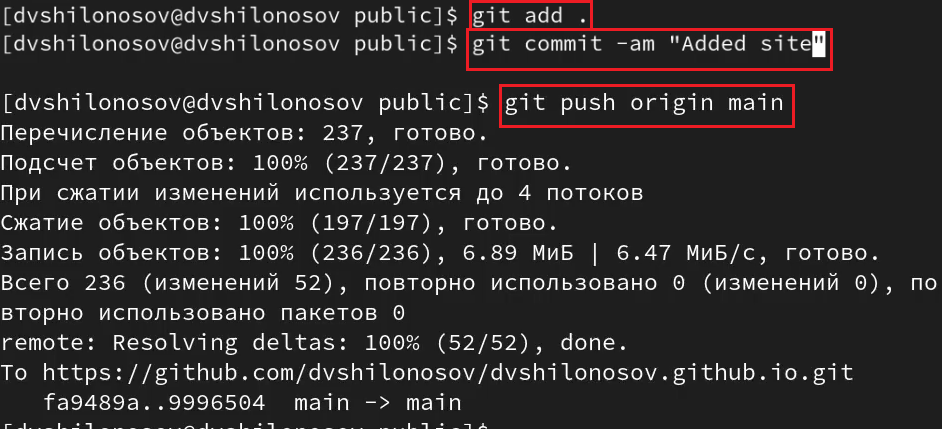 [dvshilonosov@dvshilonosov public]$ git add .
[dvshilonosov@dvshilonosov public]$ git commit -am "Added site"
[dvshilonosov@dvshilonosov public]$ git push origin main
Перечисление объектов: 237, готово.
Подсчет объектов: 100% (237/237), готово.
При сжатии изменений используется до 4 потоков
Сжатие объектов: 100% (197/197), готово.
Запись объектов: 100% (236/236), 6.89 МиБ | 6.47 МиБ/с, готово.
Всего 236 (изменений 52), повторно использовано 0 (изменений 0), по
вторно использовано пакетов 0
remote: Resolving deltas: 100% (52/52), done.
To https://github.com/dvshilonosov/dvshilonosov.github.io.git
fa9489a..9996504  main -> main
[dvshilonosov@dvshilonosov public]$